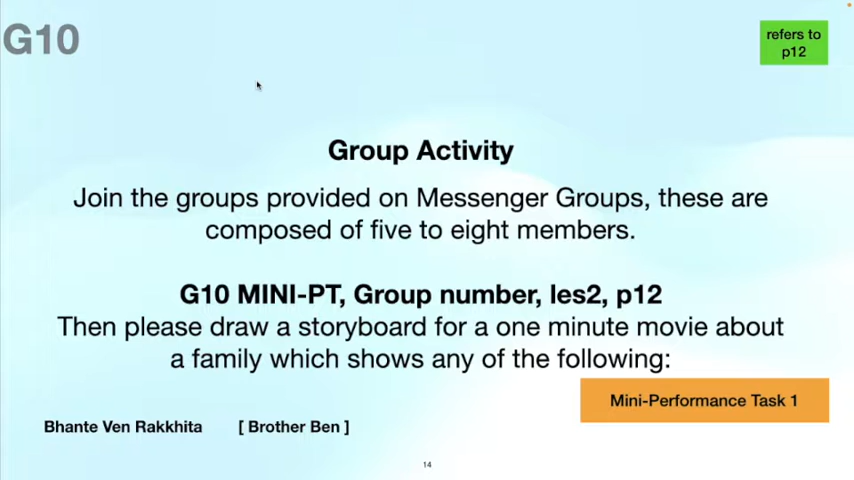 G10
refers to
p12
Group Activity
Join the groups provided on Messenger Groups, these are
composed of five to eight members.
G10 MINI-PT, Group number, les2, p12
Then please draw a storyboard for a one minute movie about
a family which shows any of the following:
Mini-Performance Task 1
Bhante Ven Rakkhita [ Brother Ben ]
14